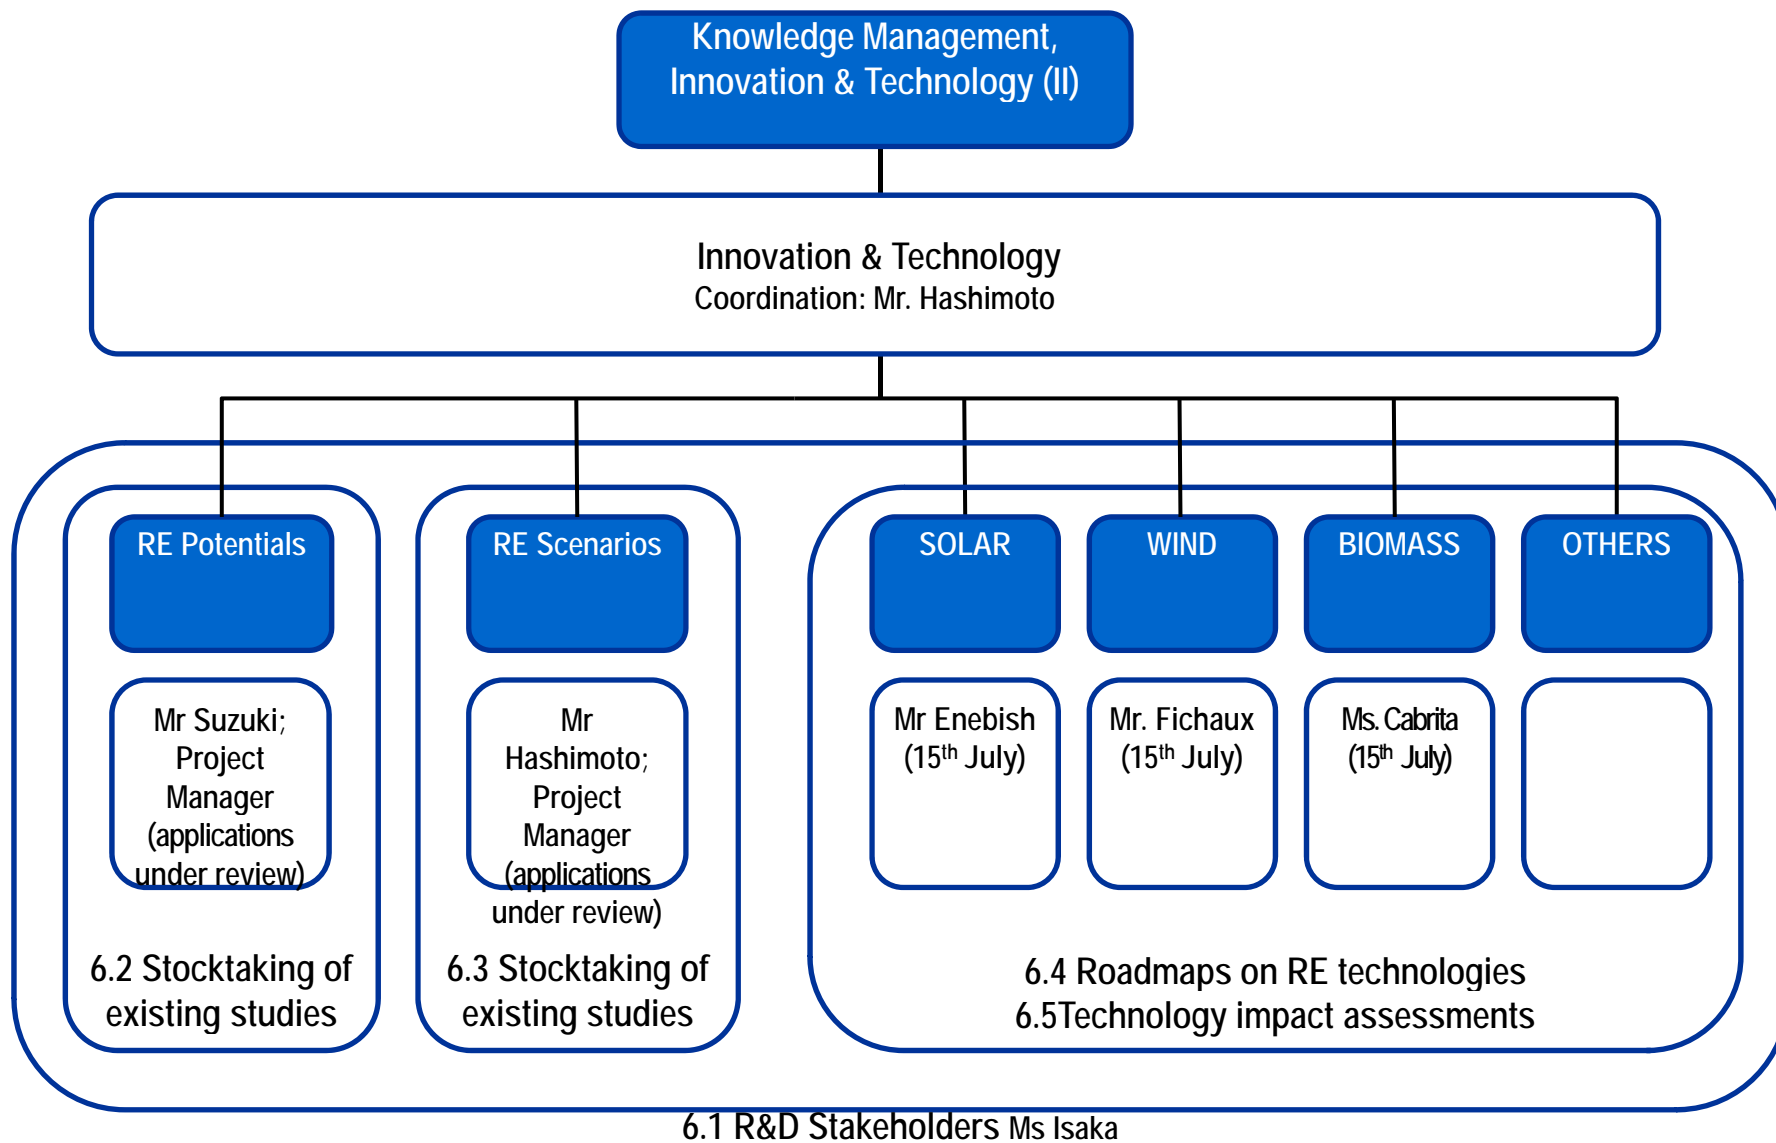 Knowledge Management,
Innovation & Technology (II)
Innovation & Technology
Coordination: Mr. Hashimoto
RE Potentials
RE Scenarios
SOLAR
WIND
BIOMASS
OTHERS
Mr Suzuki;
Project
Manager
(applications
under review)
Mr
Hashimoto;
Project
Manager
(applications
under review)
Mr Enebish
(15th July)
Mr. Fichaux
(15th July)
Ms. Cabrita
(15th July)
6.2 Stocktaking of
existing studies
6.3 Stocktaking of
existing studies
6.4 Roadmaps on RE technologies
6.5Technology impact assessments
6.1 R&D Stakeholders Ms Isaka